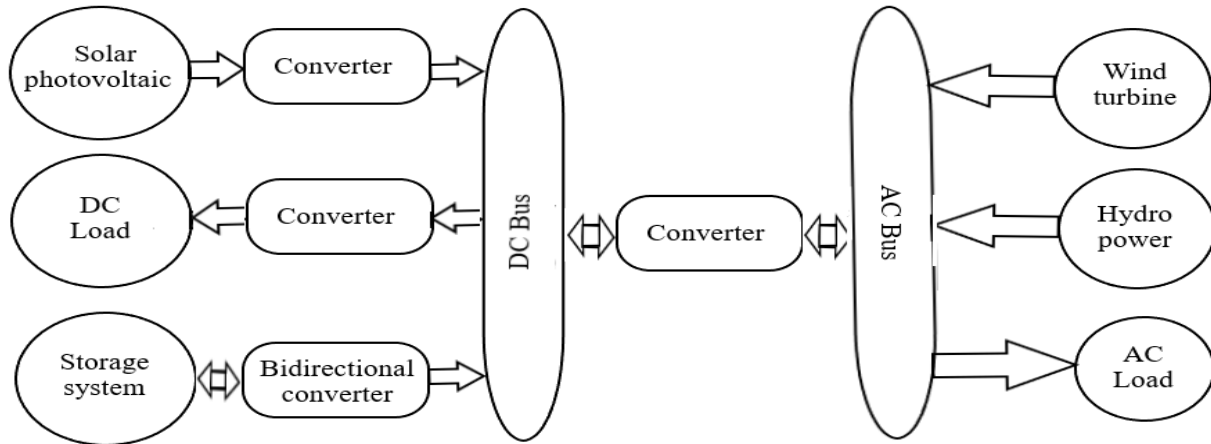 Solar
photovoltaic
Converter
DC
Load
Converter
Storage
system
Bidirectional
converter
DC Bus
Converter
AC Bus
Wind
turbine
Hydro
power
AC
Load